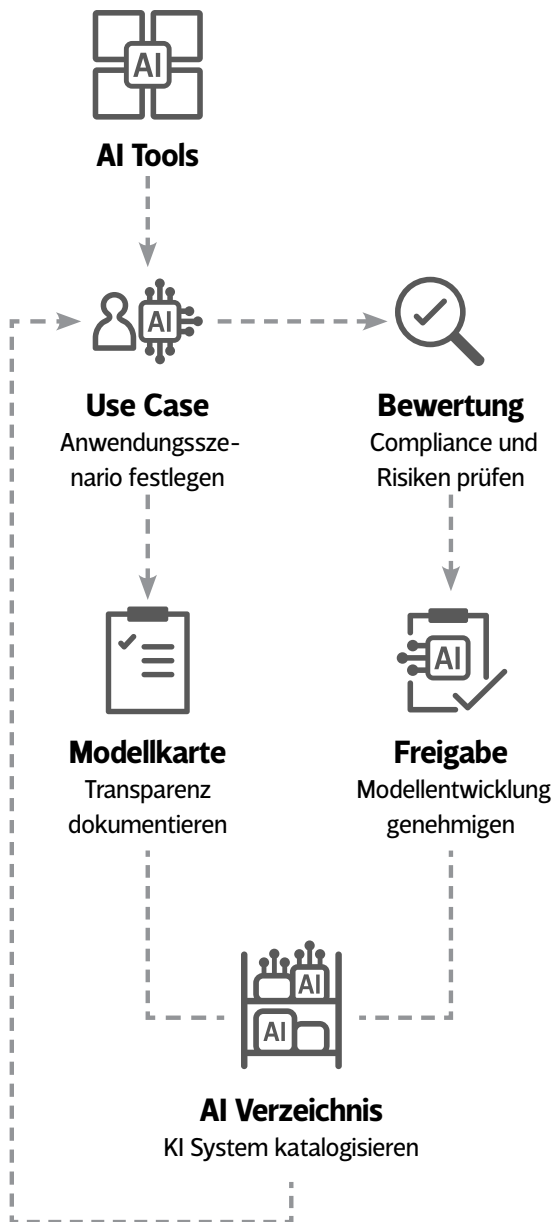 AI
AI Tools
AI
Use Case
Anwendungssze-
nario festlegen
Bewertung
Compliance und
Risiken prüfen
Modellkarte
Transparenz
dokumentieren
AI
Freigabe
Modellentwicklung
genehmigen
AI
AI
AI Verzeichnis
KI System katalogisieren